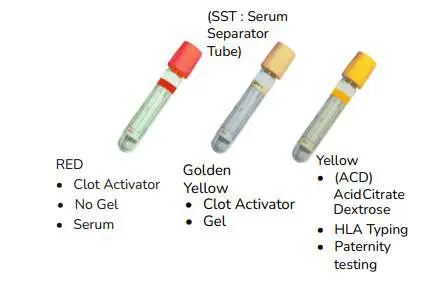 (SST : Serum
Separator
Tube)
RED
• Clot Activator
• No Gel
• Serum
Golden
Yellow
• Clot Activator
• Gel
Yellow
• (ACD)
AcidCitrate
Dextrose
• HLA Typing
• Paternity
testing